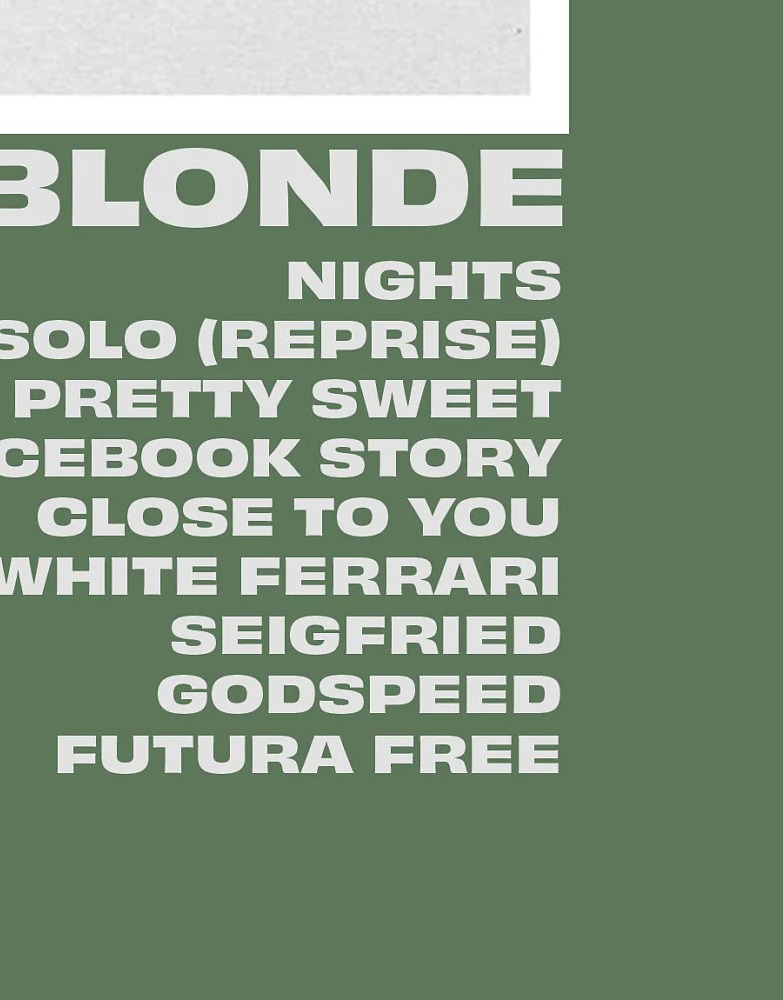 BLONDE
NIGHTS
SOLO (REPRISE)
PRETTY SWEET
CEBOOK STORY
CLOSE TO YOU
WHITE FERRARI
SEIGFRIED
GODSPEED
FUTURA FREE